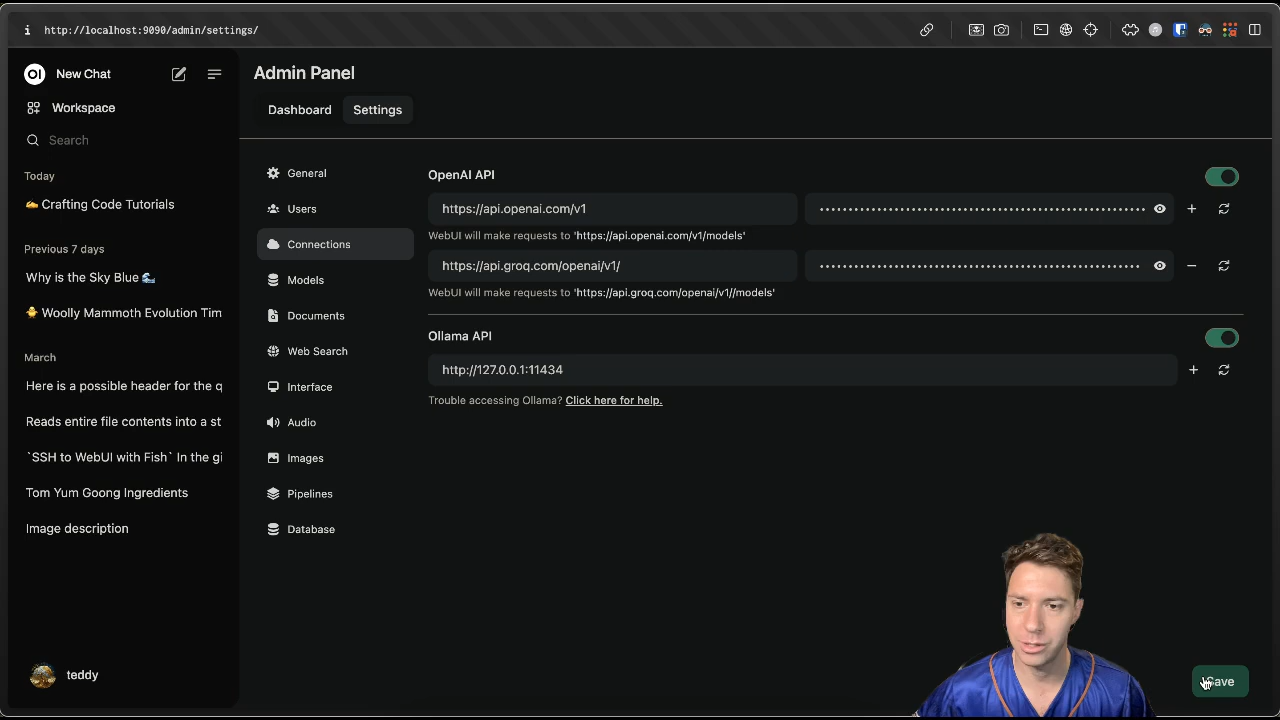 http://localhost:9090/admin/settings/
OI New Chat
Workspace
Search
Today
✍️ Crafting Code Tutorials
Previous 7 days
Why is the Sky Blue 🌊
🐥 Woolly Mammoth Evolution Tim
March
Here is a possible header for the q
Reads entire file contents into a st
`SSH to WebUI with Fish` In the gi
Tom Yum Goong Ingredients
Image description
teddy
Admin Panel
Dashboard Settings
General
Users
Connections
Models
Documents
Web Search
Interface
Audio
Images
Pipelines
Database
OpenAI API
https://api.openai.com/v1
WebUI will make requests to 'https://api.openai.com/v1/models'
https://api.groq.com/openai/v1/
WebUI will make requests to 'https://api.groq.com/openai/v1//models'
Ollama API
http://127.0.0.1:11434
Trouble accessing Ollama? Click here for help.
Save